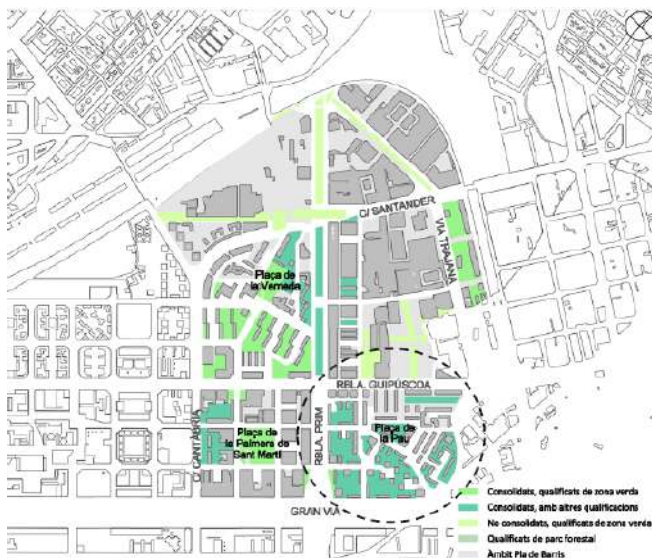 C/ SANTANDER
VIA TRAJANA
Plaça de
la Verneda
RBLA. GUIPÚSCOA
C/ CANTÀBRIA
Plaça de
la Palmera de
Sant Martí
RBLA. PRIM
Plaça de
la Pau
GRAN VIA
Consolidats, qualificats de zona verda
Consolidats, amb altres qualificacions
No consolidats, qualificats de zona verda
Qualificats de parc forestal
Àmbit Pla de Barris